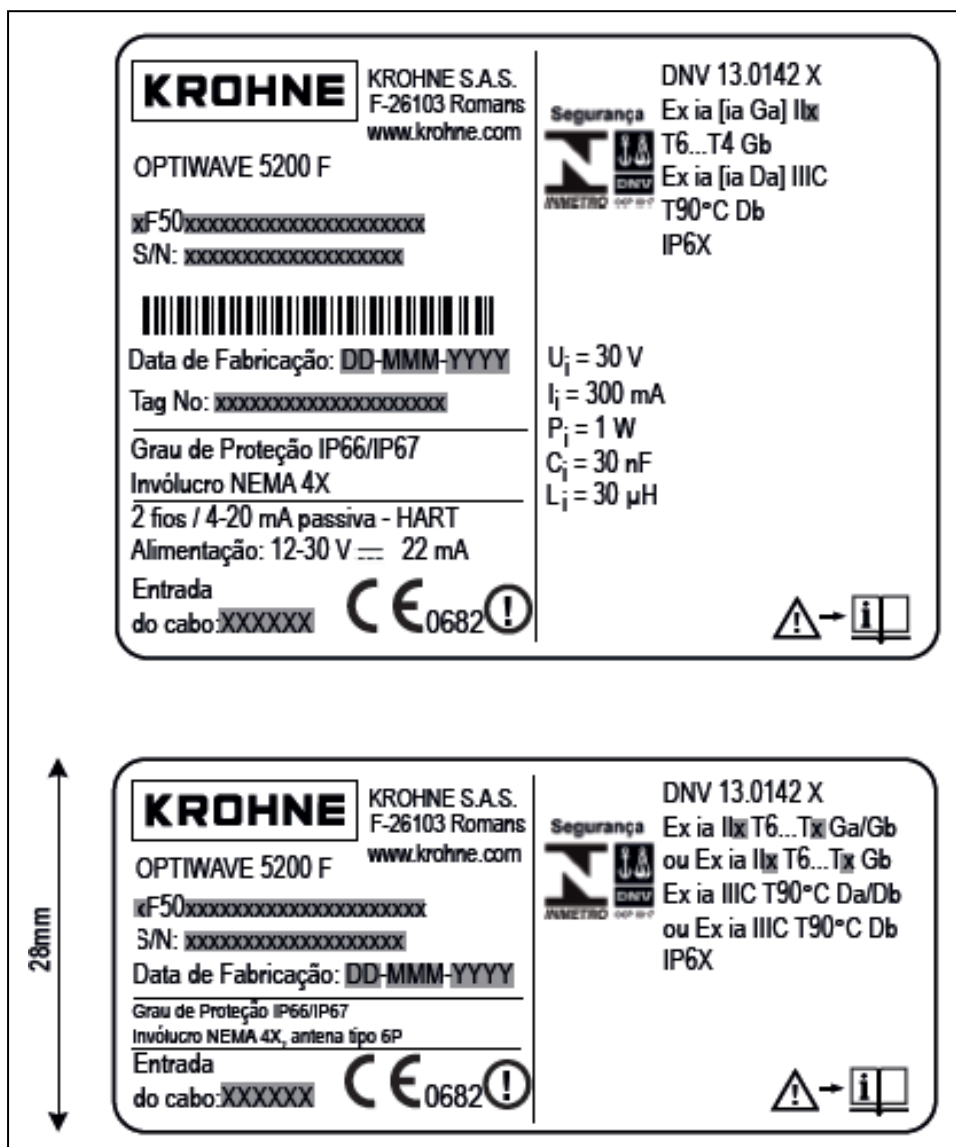 KROHNE
KROHNE S.A.S.
F-26103 Romans
www.krohne.com
OPTIWAVE 5200 F
xF50xxxxxxxxxxxxxxxxxxxxx
S/N: xxxxxxxxxxxxxxxxxxx
Data de Fabricação: DD-MMM-YYYY
Tag No: xxxxxxxxxxxxxxxxxxxx
Grau de Proteção IP66/IP67
Invólucro NEMA 4X
2 fios / 4-20 mA passiva - HART
Alimentação: 12-30 V 22 mA
Entrada
do cabo:XXXXXX
CE 0682
Segurança
DNV
INMETRO
DNV 13.0142 X
Ex ia [ia Ga] IIx
T6...T4 Gb
Ex ia [ia Da] IIIC
T90°C Db
IP6X
Ui = 30 V
Ii = 300 mA
Pi = 1 W
Ci = 30 nF
Li = 30 µH
28mm
KROHNE
KROHNE S.A.S.
F-26103 Romans
www.krohne.com
OPTIWAVE 5200 F
xF50xxxxxxxxxxxxxxxxxxxxx
S/N: xxxxxxxxxxxxxxxxxxx
Data de Fabricação: DD-MMM-YYYY
Grau de Proteção IP66/IP67
Invólucro NEMA 4X, antena tipo 6P
Entrada
do cabo:XXXXXX
CE 0682
Segurança
DNV
INMETRO
DNV 13.0142 X
Ex ia IIx T6...Tx Ga/Gb
ou Ex ia IIx T6...Tx Gb
Ex ia IIIC T90°C Da/Db
ou Ex ia IIIC T90°C Db
IP6X